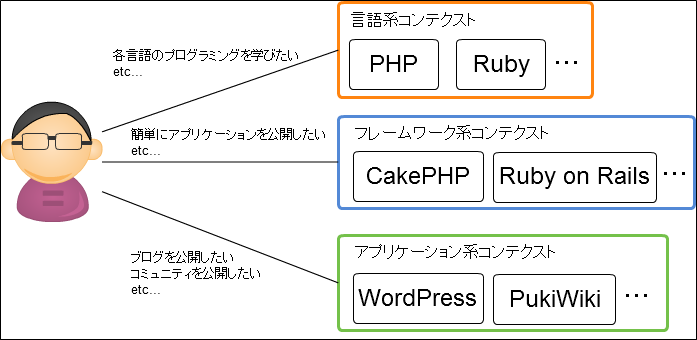 言語系コンテクスト
PHP
Ruby
…
各言語のプログラミングを学びたい
etc…
フレームワーク系コンテクスト
CakePHP
Ruby on Rails
…
簡単にアプリケーションを公開したい
etc…
アプリケーション系コンテクスト
WordPress
PukiWiki
…
ブログを公開したい
コミュニティを公開したい
etc…